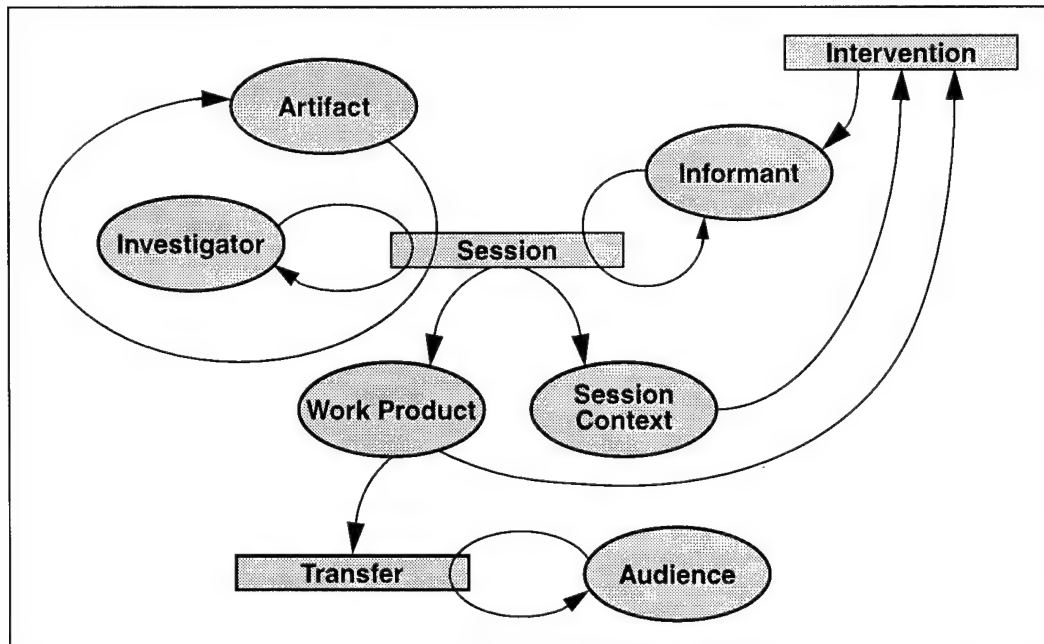 Intervention
Artifact
Informant
Investigator
Session
Work Product
Session
Context
Transfer
Audience